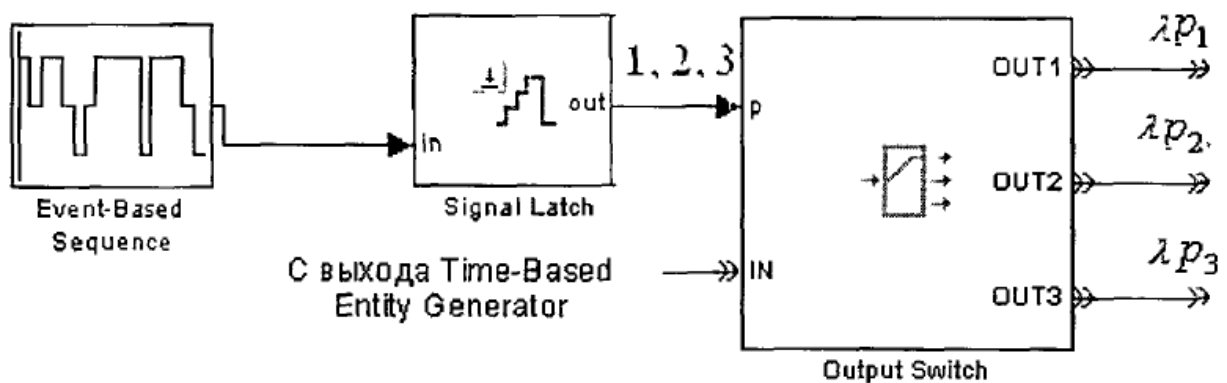 Event-Based
Sequence
in
out
Signal Latch
1, 2, 3
p
С выхода Time-Based
Entity Generator
IN
OUT1
OUT2
OUT3
Output Switch
λp₁
λp₂.
λp₃